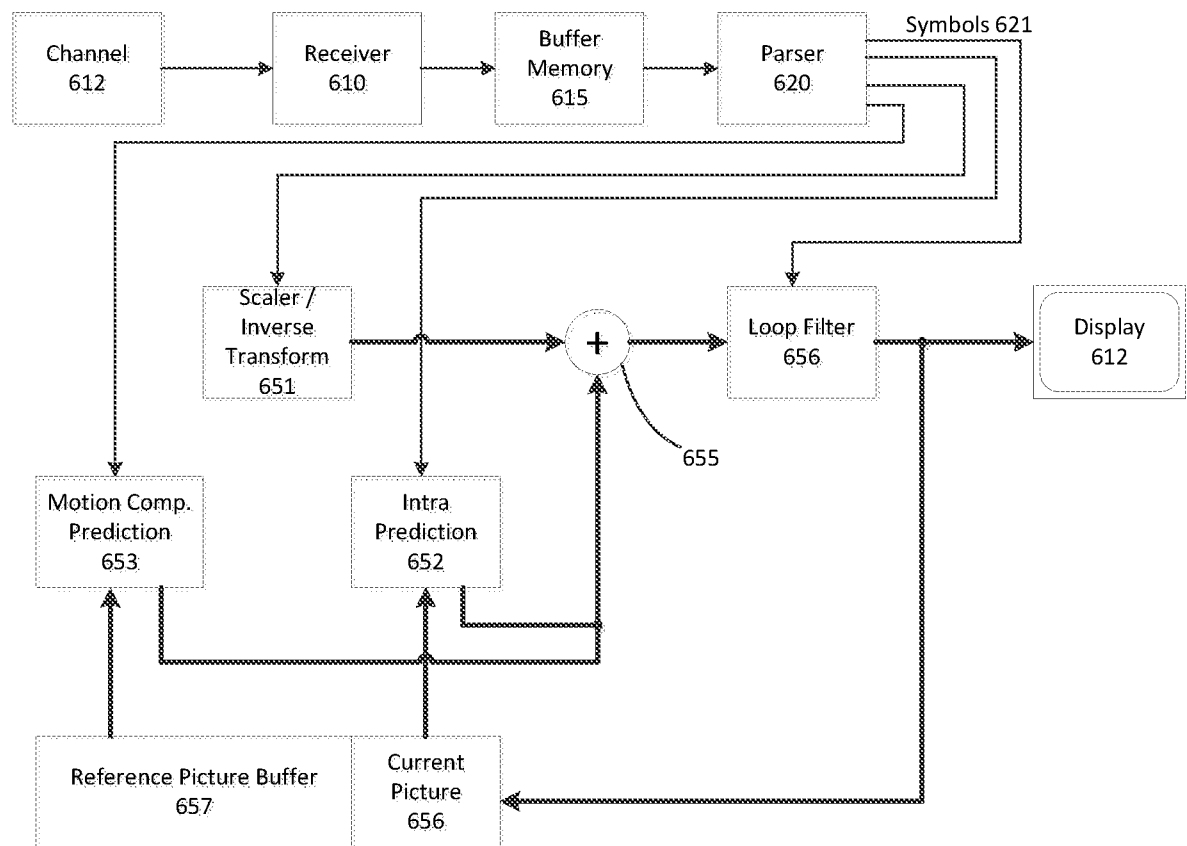 Symbols 621
Channel
612
Receiver
610
Buffer
Memory
615
Parser
620
Scaler /
Inverse
Transform
651
+
655
Loop Filter
656
Display
612
Motion Comp.
Prediction
653
Intra
Prediction
652
Reference Picture Buffer
657
Current
Picture
656